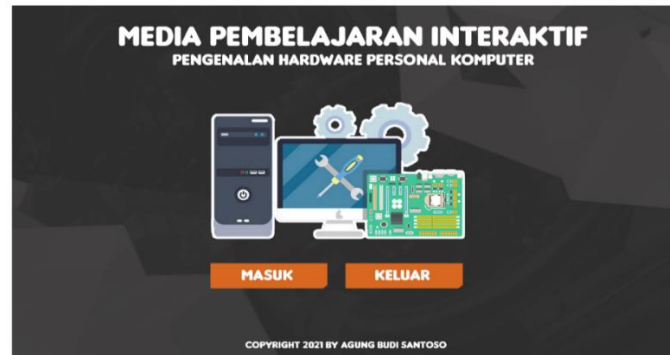 MEDIA PEMBELAJARAN INTERAKTIF
PENGENALAN HARDWARE PERSONAL KOMPUTER
MASUK
KELUAR
COPYRIGHT 2021 BY AGUNG BUDI SANTOSO